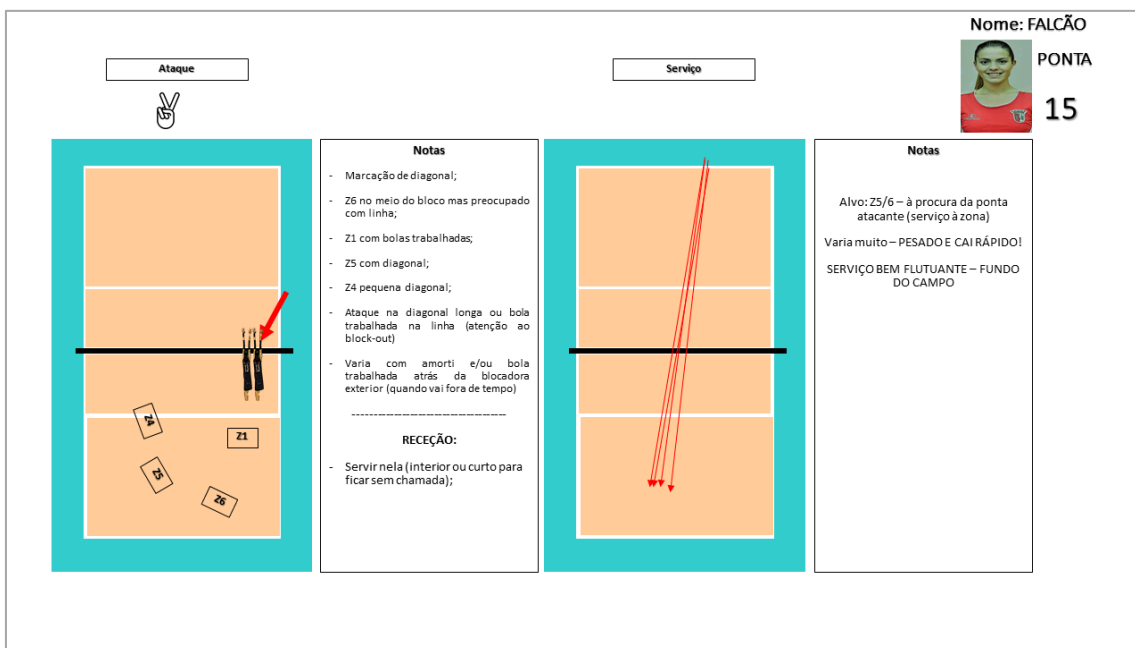 Nome: FALCÃO
PONTA
15
Ataque
Serviço
Notas
- Marcação de diagonal;
- Z6 no meio do bloco mas preocupado
com linha;
- Z1 com bolas trabalhadas;
- Z5 com diagonal;
- Z4 pequena diagonal;
- Ataque na diagonal longa ou bola
trabalhada na linha (atenção ao
block-out)
- Varia com amorti e/ou bola
trabalhada atrás da blocadora
exterior (quando vai fora de tempo)
------------------------------------
RECEÇÃO:
- Servir nela (interior ou curto para
ficar sem chamada);
Z4
Z1
Z5
Z6
Notas
Alvo: Z5/6 – à procura da ponta
atacante (serviço à zona)
Varia muito – PESADO E CAI RÁPIDO!
SERVIÇO BEM FLUTUANTE – FUNDO
DO CAMPO